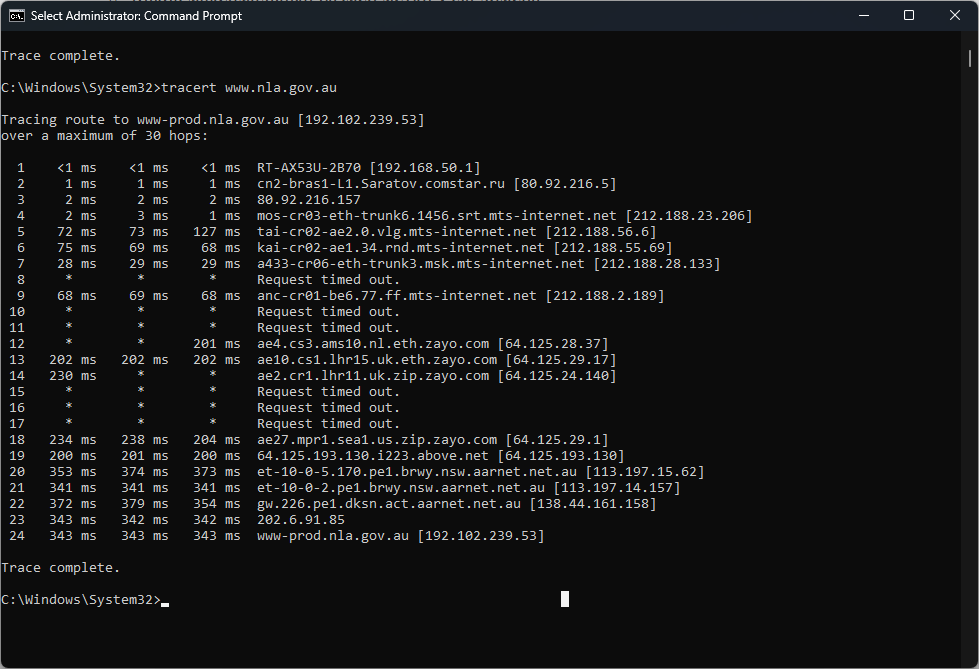 Select Administrator: Command Prompt
Trace complete.
C:\Windows\System32>tracert www.nla.gov.au
Tracing route to www-prod.nla.gov.au [192.102.239.53]
over a maximum of 30 hops:
1 <1 ms <1 ms <1 ms RT-AX53U-2B70 [192.168.50.1]
2 1 ms 1 ms 1 ms cn2-bras1-L1.Saratov.comstar.ru [80.92.216.5]
3 2 ms 2 ms 2 ms 80.92.216.157
4 2 ms 3 ms 1 ms mos-cr03-eth-trunk6.1456.srt.mts-internet.net [212.188.23.206]
5 72 ms 73 ms 127 ms tai-cr02-ae2.0.vlg.mts-internet.net [212.188.56.6]
6 75 ms 69 ms 68 ms kai-cr02-ae1.34.rnd.mts-internet.net [212.188.55.69]
7 28 ms 29 ms 29 ms a433-cr06-eth-trunk3.msk.mts-internet.net [212.188.28.133]
8 * * * Request timed out.
9 68 ms 69 ms 68 ms anc-cr01-be6.77.ff.mts-internet.net [212.188.2.189]
10 * * * Request timed out.
11 * * * Request timed out.
12 * * 201 ms ae4.cs3.ams10.nl.eth.zayo.com [64.125.28.37]
13 202 ms 202 ms 202 ms ae10.cs1.lhr15.uk.eth.zayo.com [64.125.29.17]
14 230 ms * * ae2.cr1.lhr11.uk.zip.zayo.com [64.125.24.140]
15 * * * Request timed out.
16 * * * Request timed out.
17 * * * Request timed out.
18 234 ms 238 ms 204 ms ae27.mpr1.sea1.us.zip.zayo.com [64.125.29.1]
19 200 ms 201 ms 200 ms 64.125.193.130.i223.above.net [64.125.193.130]
20 353 ms 374 ms 373 ms et-10-0-5.170.pe1.brwy.nsw.aarnet.net.au [113.197.15.62]
21 341 ms 341 ms 341 ms et-10-0-2.pe1.brwy.nsw.aarnet.net.au [113.197.14.157]
22 372 ms 379 ms 354 ms gw.226.pe1.dksn.act.aarnet.net.au [138.44.161.158]
23 343 ms 342 ms 342 ms 202.6.91.85
24 343 ms 343 ms 343 ms www-prod.nla.gov.au [192.102.239.53]
Trace complete.
C:\Windows\System32>